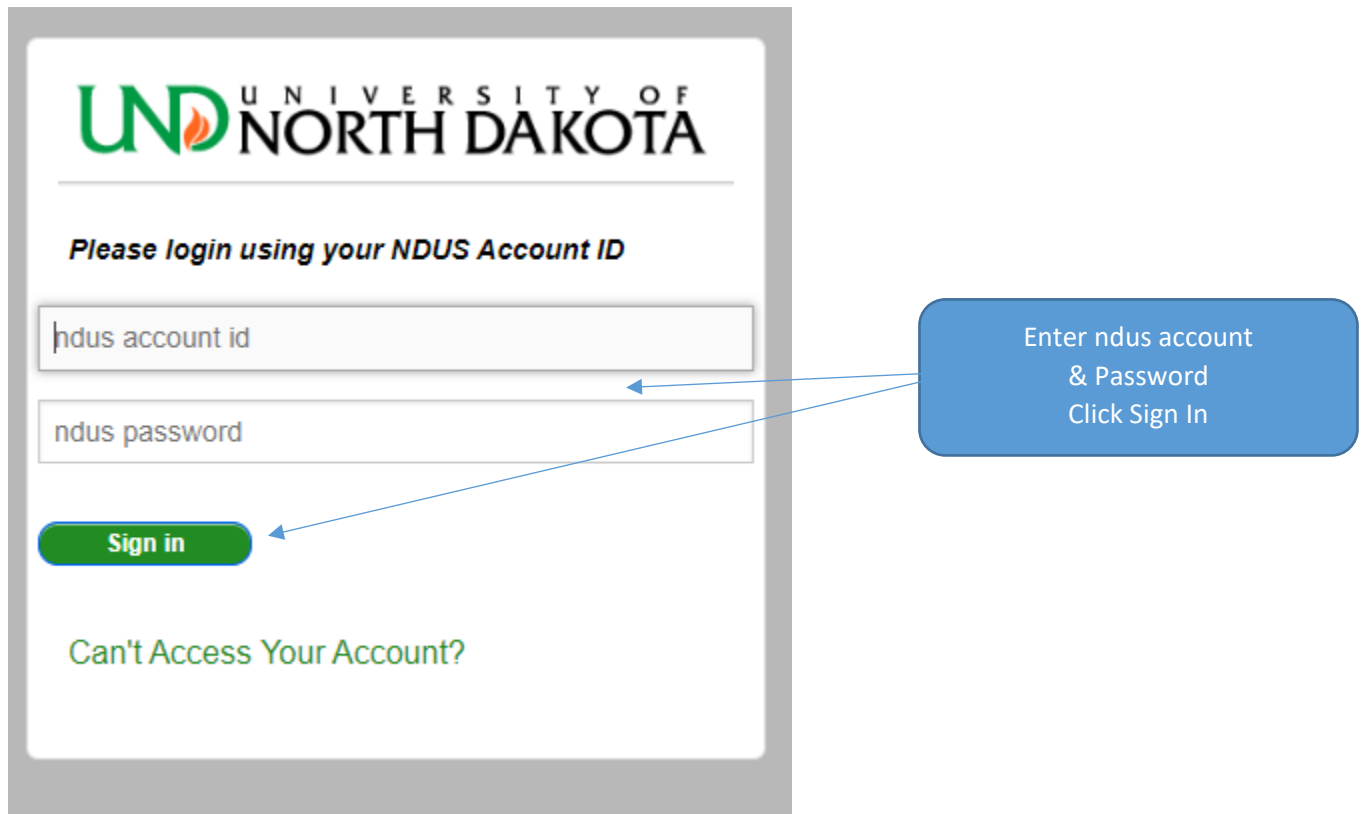 UND UNIVERSITY OF
NORTH DAKOTA
Please login using your NDUS Account ID
ndus account id
ndus password
Sign in
Can't Access Your Account?
Enter ndus account
& Password
Click Sign In